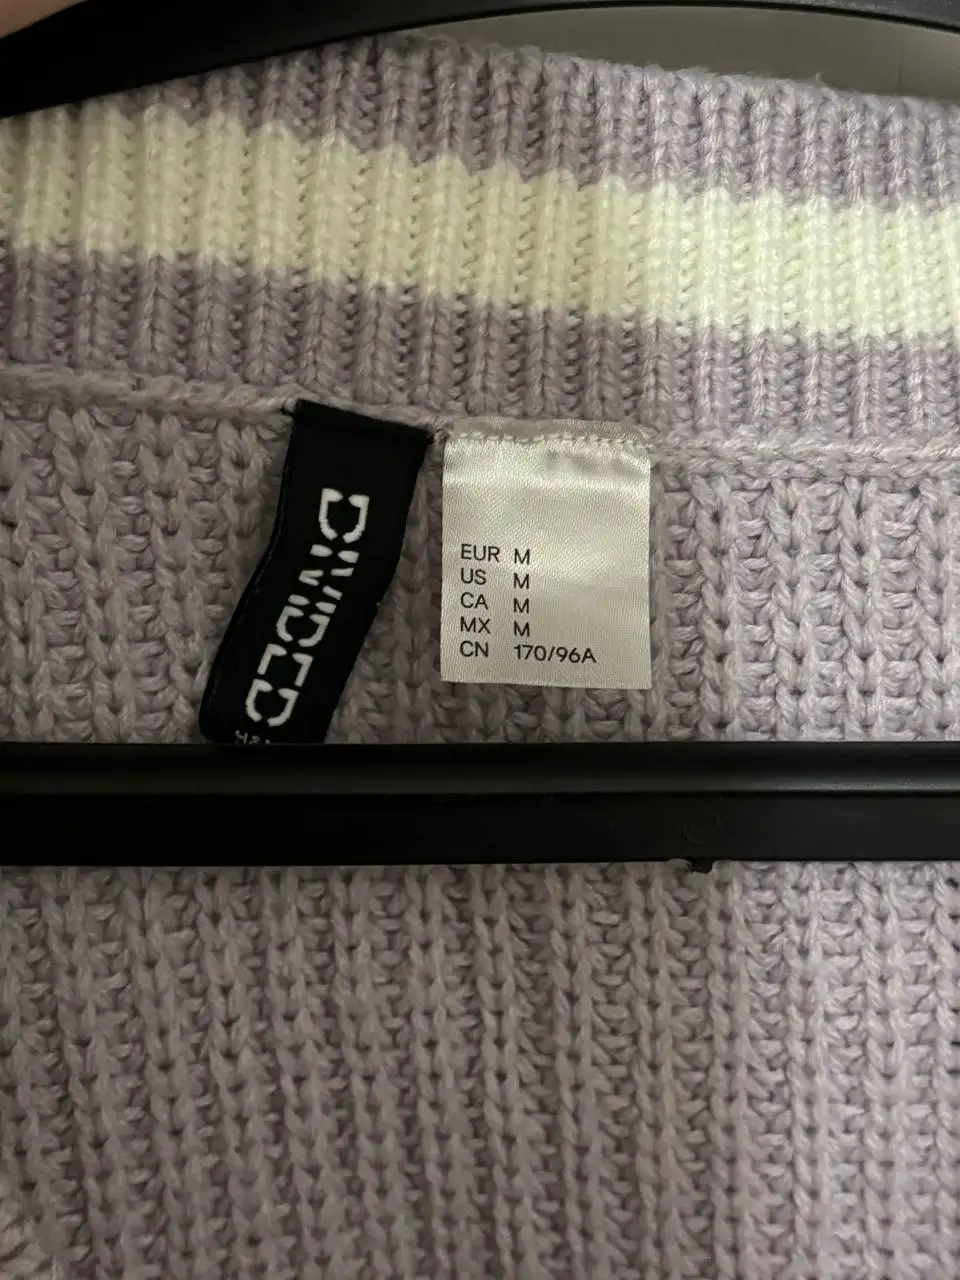 DIVIDED
H&
EUR M
US M
CA M
MX M
CN 170/96A